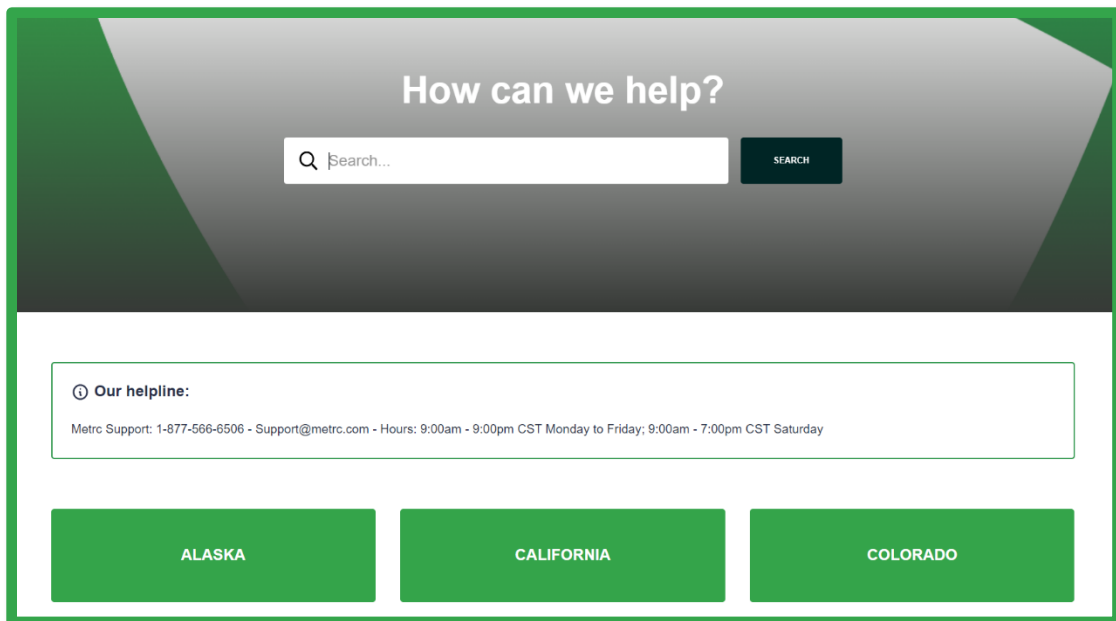 How can we help?
Search...
SEARCH
Our helpline:
Metrc Support: 1-877-566-6506 - Support@metrc.com - Hours: 9:00am - 9:00pm CST Monday to Friday; 9:00am - 7:00pm CST Saturday
ALASKA
CALIFORNIA
COLORADO